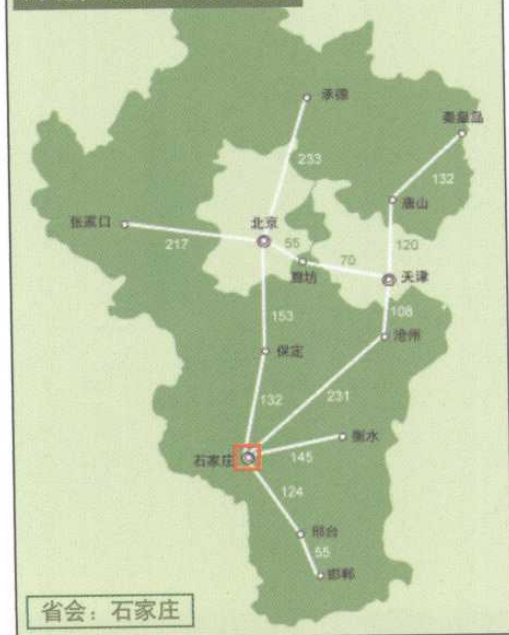 承德
秦皇岛
233
132
唐山
张家口
北京
217
55
120
廊坊
70
天津
153
108
沧州
保定
132
231
衡水
石家庄
145
124
邢台
55
邯郸
省会：石家庄